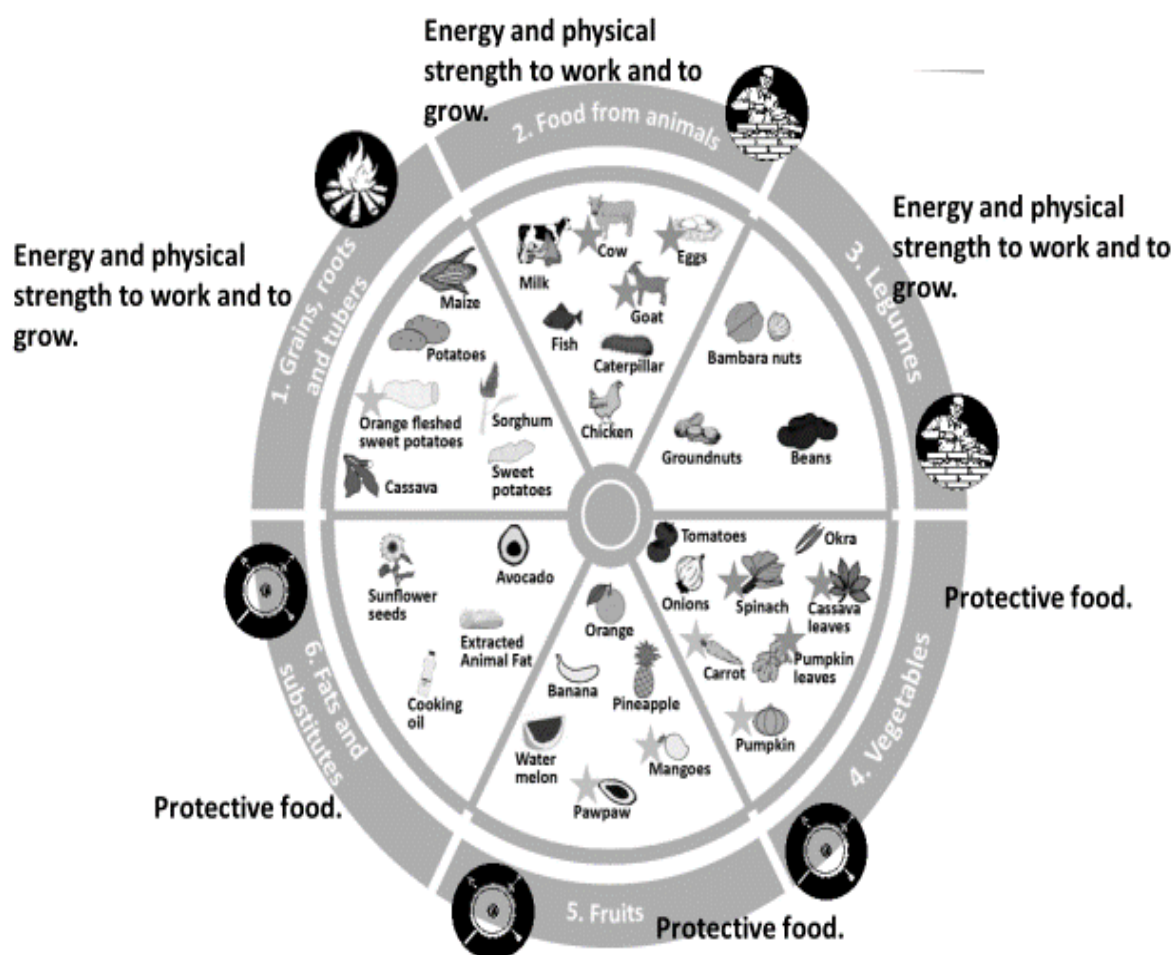 Energy and physical
strength to work and to
grow.
2. Food from animals
Energy and physical
strength to work and to
grow.
1. Grains, roots
and tubers
Energy and physical
strength to work and to
grow.
3. Legumes
Maize
Potatoes
Orange fleshed
sweet potatoes
Sorghum
Sweet
potatoes
Cassava
Milk
Cow
Eggs
Goat
Fish
Caterpillar
Chicken
Bambara nuts
Groundnuts
Beans
Sunflower
seeds
Avocado
Extracted
Animal Fat
Cooking
oil
6. Fats and
substitutes
Protective food.
Orange
Banana
Pineapple
Water
melon
Mangoes
Pawpaw
5. Fruits
Protective food.
Tomatoes
Okra
Onions
Spinach
Cassava
leaves
Carrot
Pumpkin
leaves
Pumpkin
4. Vegetables
Protective food.